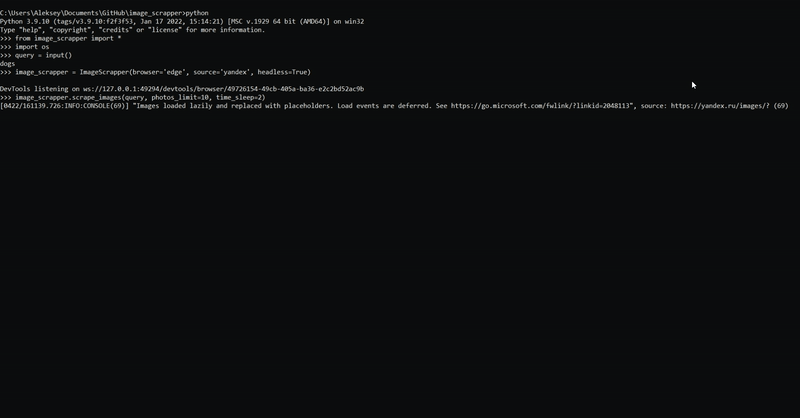 C:\Users\Aleksey\Documents\GitHub\image_scrapper>python
Python 3.9.10 (tags/v3.9.10:f2f3f53, Jan 17 2022, 15:14:21) [MSC v.1929 64 bit (AMD64)] on win32
Type "help", "copyright", "credits" or "license" for more information.
>>> from image_scrapper import *
>>> import os
>>> query = input()
dogs
>>> image_scrapper = ImageScrapper(browser='edge', source='yandex', headless=True)
DevTools listening on ws://127.0.0.1:49294/devtools/browser/49726154-49cb-405a-ba36-e2c2bd52ac9b
>>> image_scrapper.scrape_images(query, photos_limit=10, time_sleep=2)
[0422/161139.726:INFO:CONSOLE(69)] "Images loaded lazily and replaced with placeholders. Load events are deferred. See https://go.microsoft.com/fwlink/?linkid=2048113", source: https://yandex.ru/images/? (69)